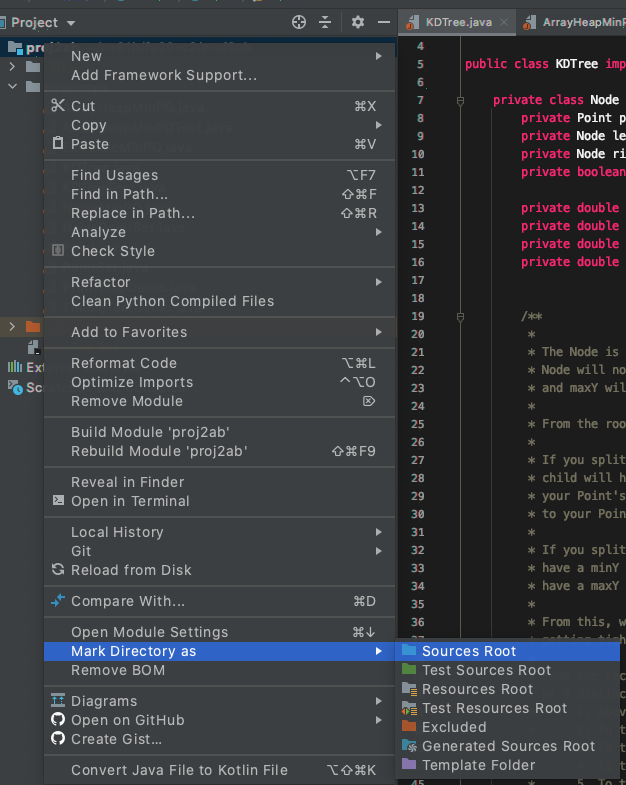 Project
KDTree.java
ArrayHeapMinP
New
Add Framework Support...
Cut ⌘X
Copy
Paste ⌘V
Find Usages ⌥F7
Find in Path... ⇧⌘F
Replace in Path... ⇧⌘R
Analyze
Check Style
Refactor
Clean Python Compiled Files
Add to Favorites
Reformat Code ⌥⌘L
Optimize Imports ^⌥O
Remove Module ⌦
Build Module 'proj2ab'
Rebuild Module 'proj2ab' ⇧⌘F9
Reveal in Finder
Open in Terminal
Local History
Git
Reload from Disk
Compare With... ⌘D
Open Module Settings ⌘↓
Mark Directory as
Remove BOM
Diagrams
Open on GitHub
Create Gist...
Convert Java File to Kotlin File ⌥⇧⌘K
Sources Root
Test Sources Root
Resources Root
Test Resources Root
Excluded
Generated Sources Root
Template Folder
4
5 public class KDTree imp
6
7 private class Node
8 private Point p
9 private Node le
10 private Node ri
11 private boolean
12
13 private double
14 private double
15 private double
16 private double
17
18
19 /**
20 *
21 * The Node is
22 * Node will no
23 * and maxY wil
24 *
25 * From the roo
26 *
27 * If you split
28 child will h
29 your Point's
30 to your Poin
31 *
32 * If you split
33 * have a minY
34 * have a maxY
35 *
36 * From this, w
45 * 5. To t